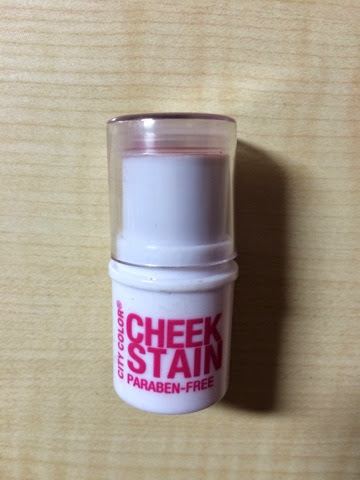 CITY COLOR®
CHEEK
STAIN
PARABEN-FREE